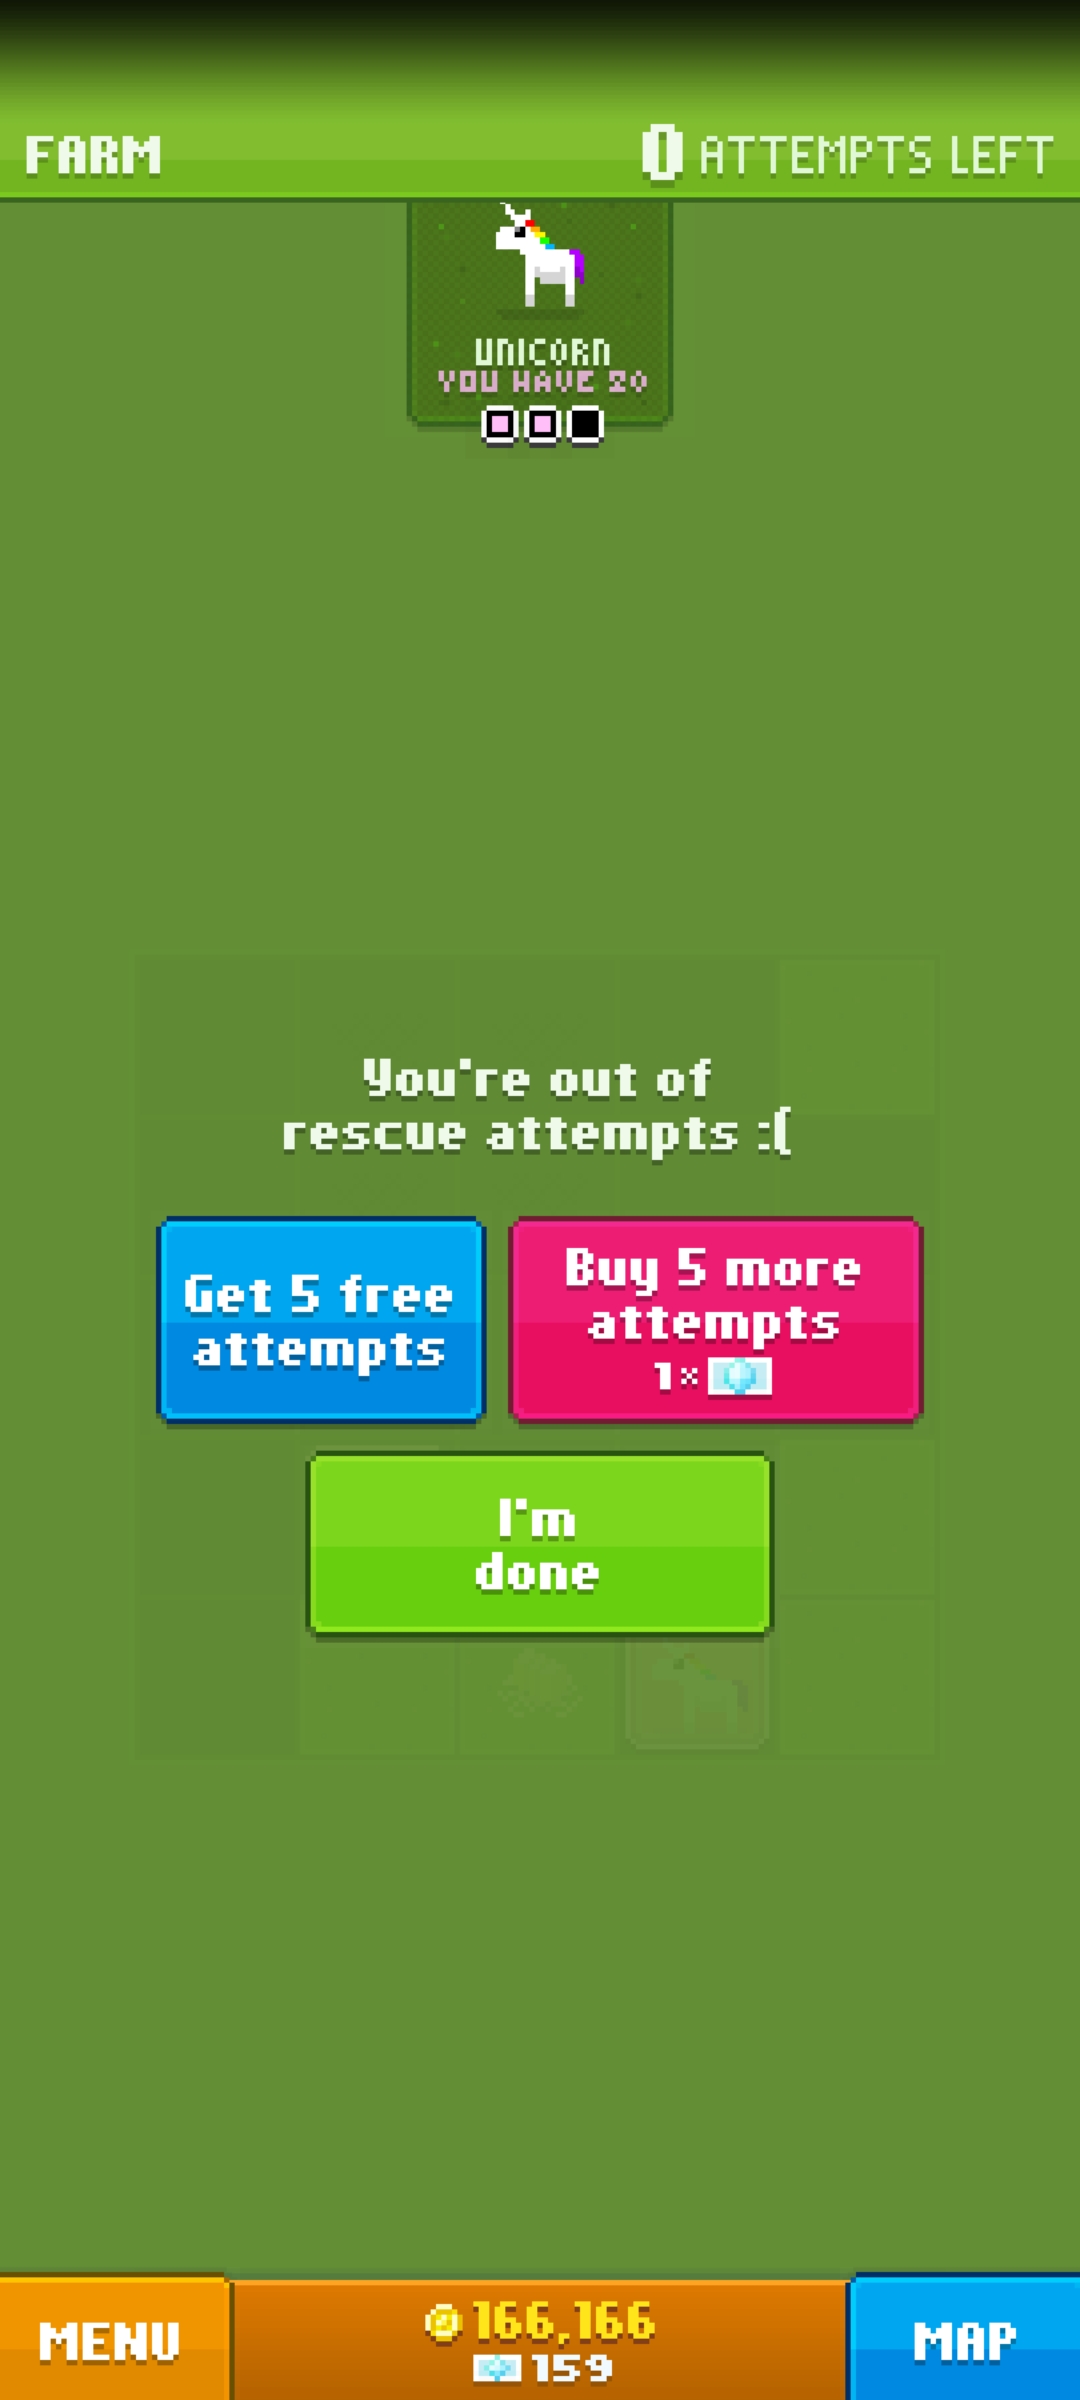 FARM
0 ATTEMPTS LEFT
UNICORN
YOU HAVE 20
You're out of
rescue attempts :(
Get 5 free
attempts
Buy 5 more
attempts
1×
I'm
done
MENU
166,166
159
MAP